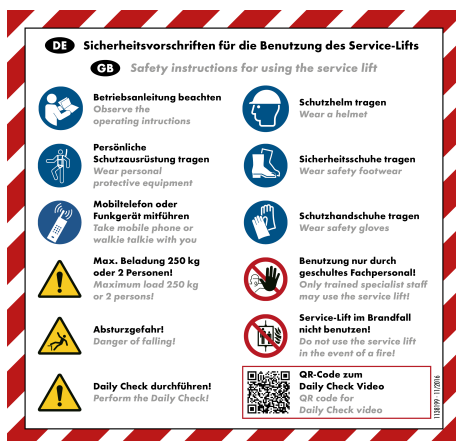 DE Sicherheitsvorschriften für die Benutzung des Service-Lifts
GB Safety instructions for using the service lift
Betriebsanleitung beachten
Observe the
operating intructions
Schutzhelm tragen
Wear a helmet
Persönliche
Schutzausrüstung tragen
Wear personal
protective equipment
Sicherheitsschuhe tragen
Wear safety footwear
Mobiltelefon oder
Funkgerät mitführen
Take mobile phone or
walkie talkie with you
Schutzhandschuhe tragen
Wear safety gloves
Max. Beladung 250 kg
oder 2 Personen!
Maximum load 250 kg
or 2 persons!
Benutzung nur durch
geschultes Fachpersonal!
Only trained specialist staff
may use the service lift!
Absturzgefahr!
Danger of falling!
Service-Lift im Brandfall
nicht benutzen!
Do not use the service lift
in the event of a fire!
Daily Check durchführen!
Perform the Daily Check!
QR-Code zum
Daily Check Video
QR code for
Daily Check video
1138199 - 11/2016